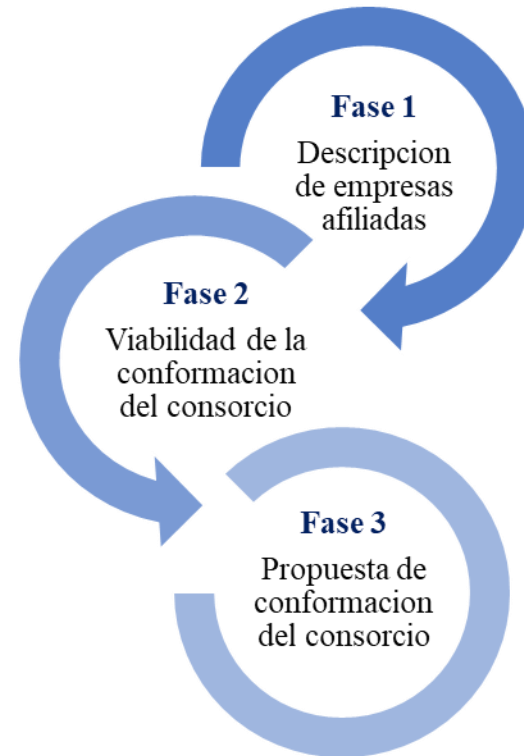 Fase 1
Descripcion
de empresas
afiliadas
Fase 2
Viabilidad de la
conformacion
del consorcio
Fase 3
Propuesta de
conformacion
del consorcio